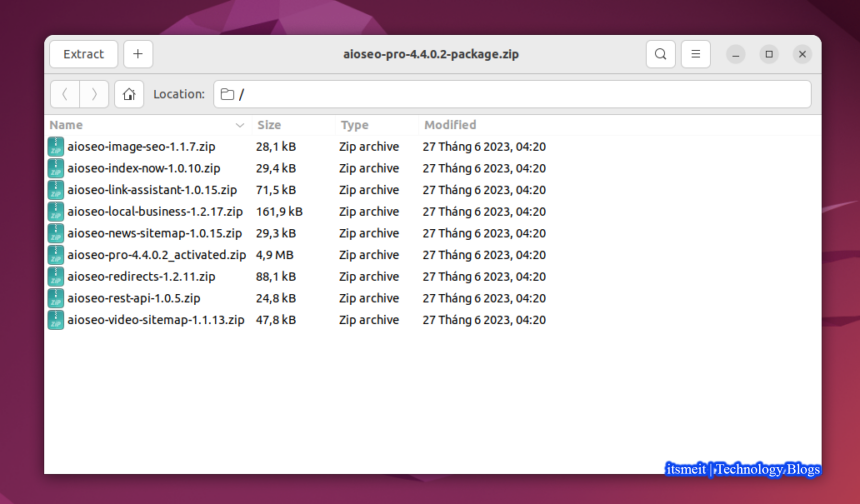 Extract + aioseo-pro-4.4.0.2-package.zip
Location: /
Name Size Type Modified
aioseo-image-seo-1.1.7.zip 28,1 kB Zip archive 27 Tháng 6 2023, 04:20
aioseo-index-now-1.0.10.zip 29,4 kB Zip archive 27 Tháng 6 2023, 04:20
aioseo-link-assistant-1.0.15.zip 71,5 kB Zip archive 27 Tháng 6 2023, 04:20
aioseo-local-business-1.2.17.zip 161,9 kB Zip archive 27 Tháng 6 2023, 04:20
aioseo-news-sitemap-1.0.15.zip 29,3 kB Zip archive 27 Tháng 6 2023, 04:20
aioseo-pro-4.4.0.2_activated.zip 4,9 MB Zip archive 27 Tháng 6 2023, 04:20
aioseo-redirects-1.2.11.zip 88,1 kB Zip archive 27 Tháng 6 2023, 04:20
aioseo-rest-api-1.0.5.zip 24,8 kB Zip archive 27 Tháng 6 2023, 04:20
aioseo-video-sitemap-1.1.13.zip 47,8 kB Zip archive 27 Tháng 6 2023, 04:20
itsmeit | Technology Blogs